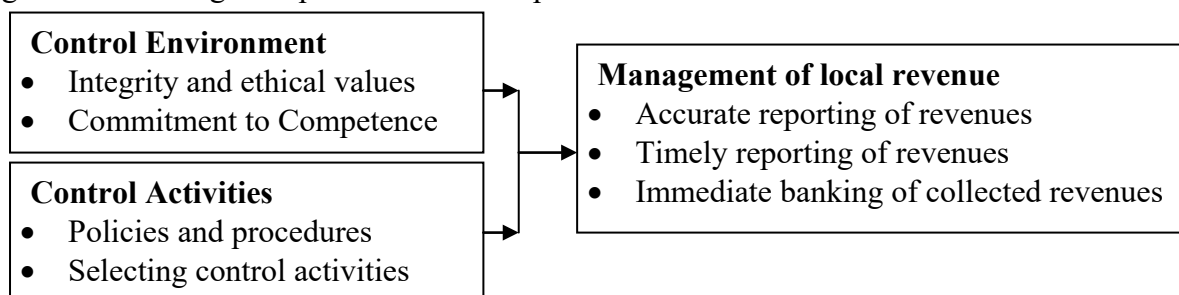 Control Environment
• Integrity and ethical values
• Commitment to Competence
Control Activities
• Policies and procedures
• Selecting control activities
Management of local revenue
• Accurate reporting of revenues
• Timely reporting of revenues
• Immediate banking of collected revenues